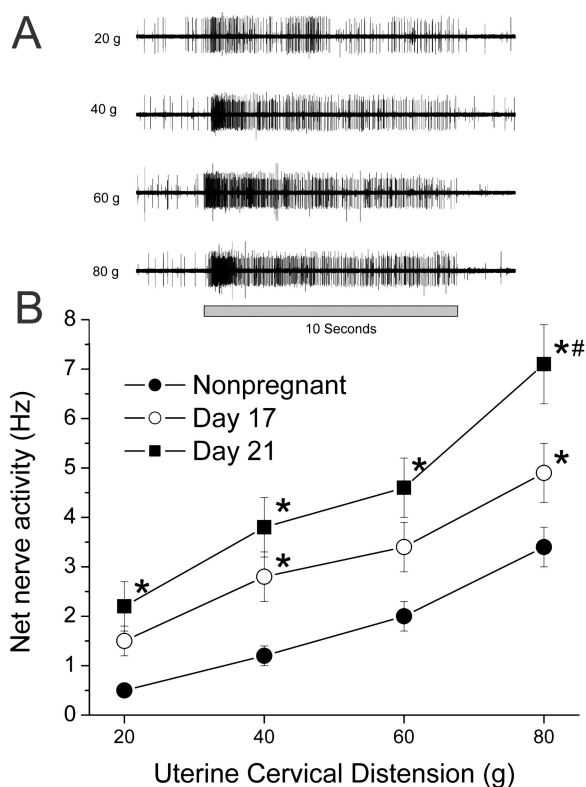 A
20 g
40 g
60 g
80 g
10 Seconds
B
8
7
6
5
4
3
2
1
0
Net nerve activity (Hz)
Nonpregnant
Day 17
Day 21
*
*
*
*
*#
*
20
40
60
80
Uterine Cervical Distension (g)